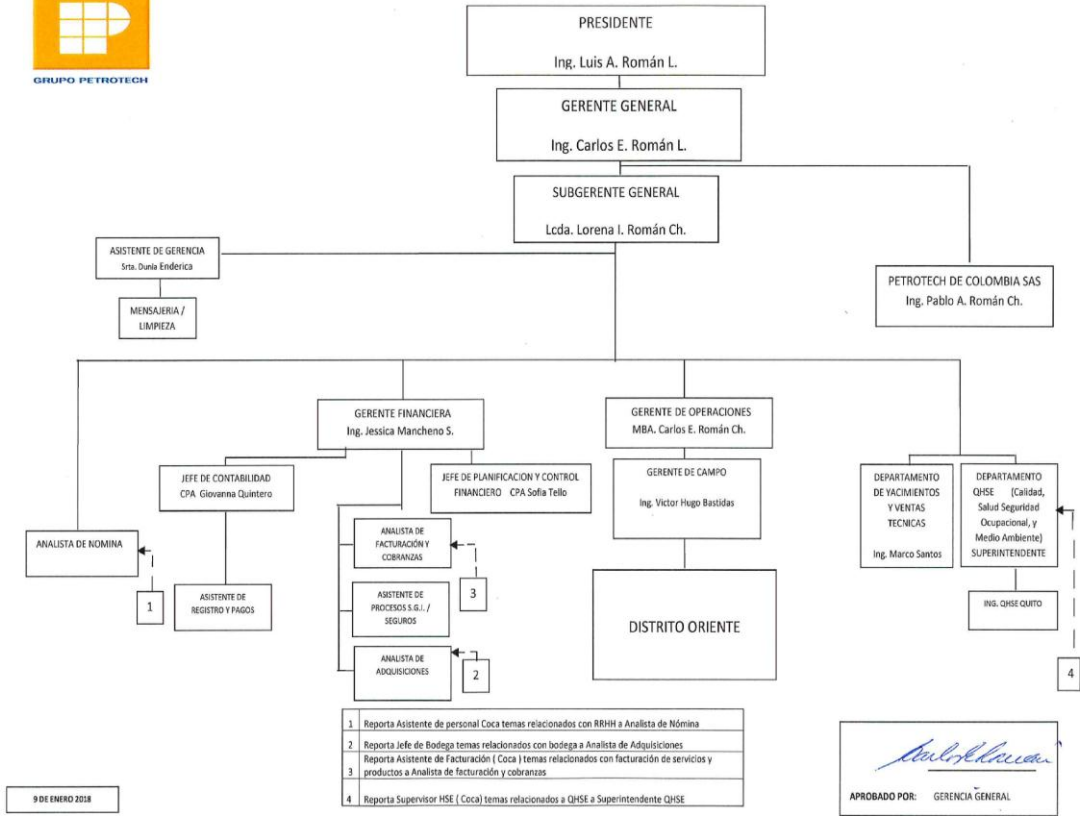 GRUPO PETROTECH
PRESIDENTE
Ing. Luis A. Román L.
GERENTE GENERAL
Ing. Carlos E. Román L.
SUBGERENTE GENERAL
Lcda. Lorena I. Román Ch.
ASISTENTE DE GERENCIA
Srta. Dunia Enderica
MENSAJERIA /
LIMPIEZA
PETROTECH DE COLOMBIA SAS
Ing. Pablo A. Román Ch.
GERENTE FINANCIERA
Ing. Jessica Mancheno S.
GERENTE DE OPERACIONES
MBA. Carlos E. Román Ch.
JEFE DE CONTABILIDAD
CPA Giovanna Quintero
JEFE DE PLANIFICACION Y CONTROL
FINANCIERO CPA Sofia Tello
GERENTE DE CAMPO
Ing. Victor Hugo Bastidas
DEPARTAMENTO
DE YACIMIENTOS
Y VENTAS
TECNICAS
Ing. Marco Santos
DEPARTAMENTO
QHSE (Calidad,
Salud Seguridad
Ocupacional, y
Medio Ambiente)
SUPERINTENDENTE
ANALISTA DE NOMINA
1
ASISTENTE DE
REGISTRO Y PAGOS
ANALISTA DE
FACTURACIÓN Y
COBRANZAS
3
ASISTENTE DE
PROCESOS S.G.I. /
SEGUROS
ANALISTA DE
ADQUISICIONES
2
DISTRITO ORIENTE
ING. QHSE QUITO
4
1 Reporta Asistente de personal Coca temas relacionados con RRHH a Analista de Nómina
2 Reporta Jefe de Bodega temas relacionados con bodega a Analista de Adquisiciones
Reporta Asistente de Facturación ( Coca ) temas relacionados con facturación de servicios y
3 productos a Analista de facturación y cobranzas
4 Reporta Supervisor HSE ( Coca) temas relacionados a QHSE a Superintendente QHSE
9 DE ENERO 2018
APROBADO POR: GERENCIA GENERAL